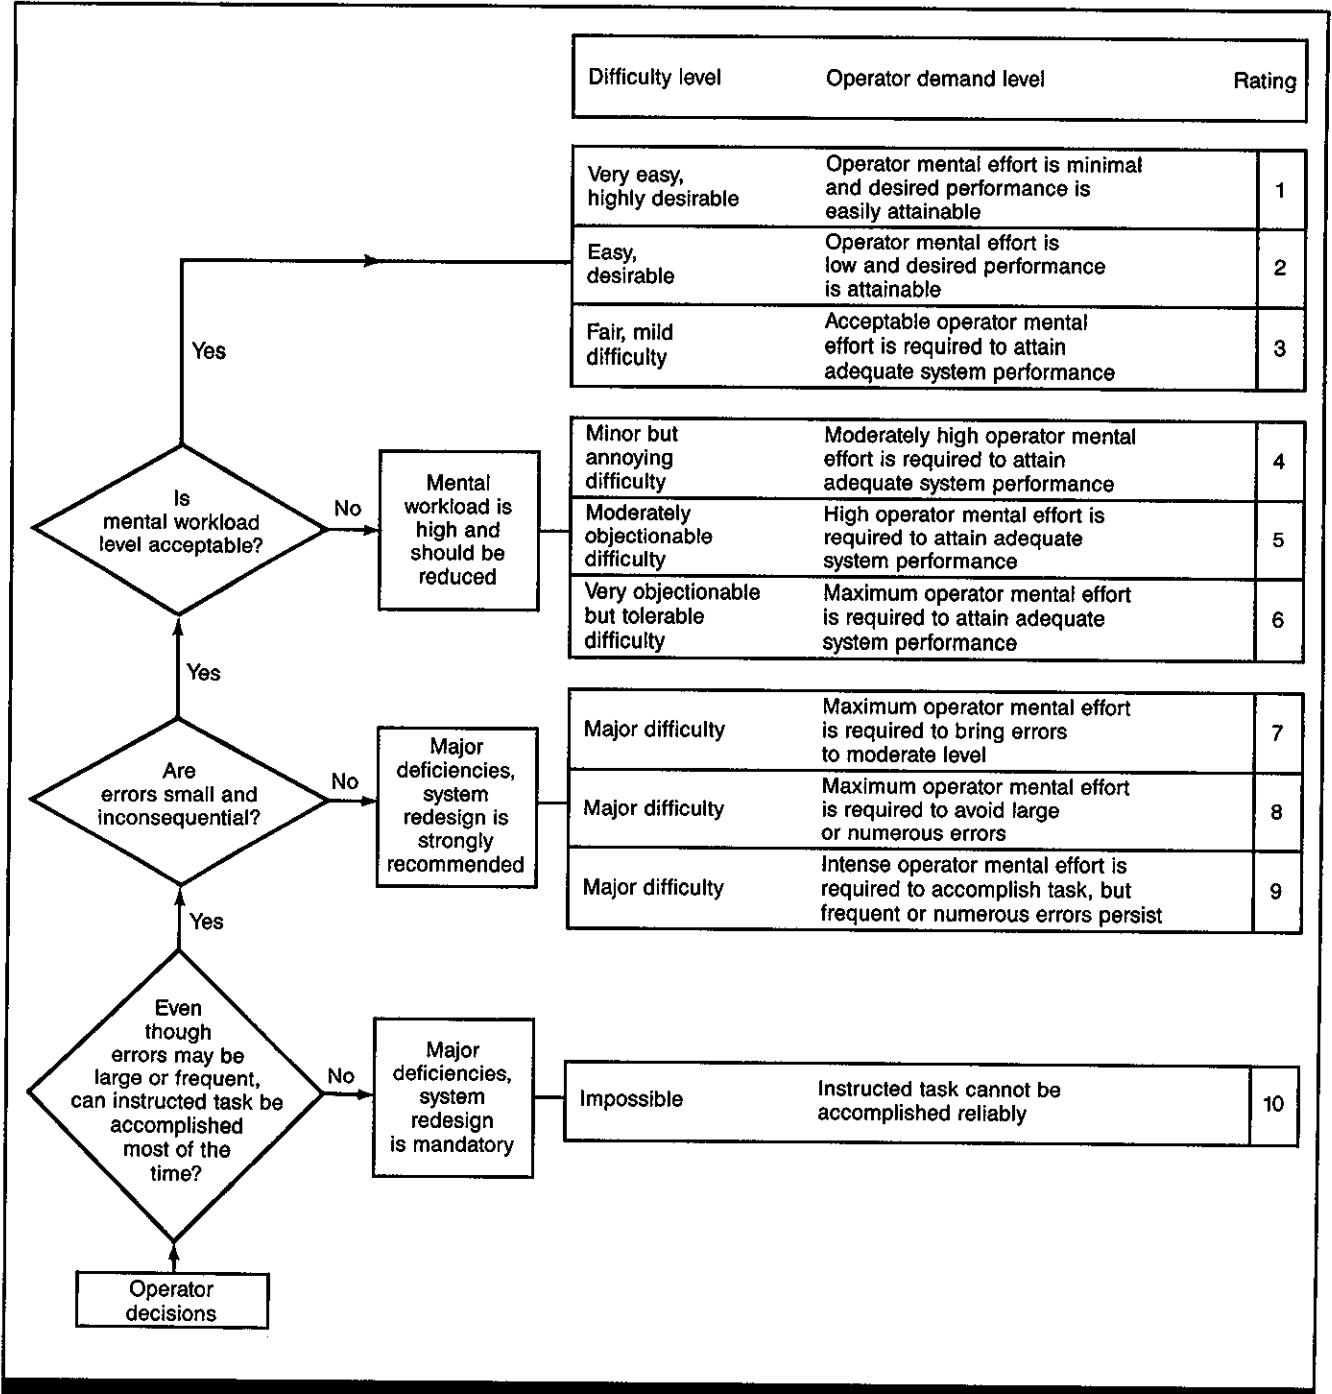 Difficulty level Operator demand level Rating
Very easy,
highly desirable
Operator mental effort is minimal
and desired performance is
easily attainable
1
Easy,
desirable
Operator mental effort is
low and desired performance
is attainable
2
Fair, mild
difficulty
Acceptable operator mental
effort is required to attain
adequate system performance
3
Yes
Is
mental workload
level acceptable?
No
Mental
workload is
high and
should be
reduced
Minor but
annoying
difficulty
Moderately high operator mental
effort is required to attain
adequate system performance
4
Moderately
objectionable
difficulty
High operator mental effort is
required to attain adequate
system performance
5
Very objectionable
but tolerable
difficulty
Maximum operator mental effort
is required to attain adequate
system performance
6
Yes
Are
errors small and
inconsequential?
No
Major
deficiencies,
system
redesign is
strongly
recommended
Major difficulty
Maximum operator mental effort
is required to bring errors
to moderate level
7
Major difficulty
Maximum operator mental effort
is required to avoid large
or numerous errors
8
Major difficulty
Intense operator mental effort is
required to accomplish task, but
frequent or numerous errors persist
9
Yes
Even
though
errors may be
large or frequent,
can instructed task be
accomplished
most of the
time?
No
Major
deficiencies,
system
redesign
is mandatory
Impossible
Instructed task cannot be
accomplished reliably
10
Operator
decisions